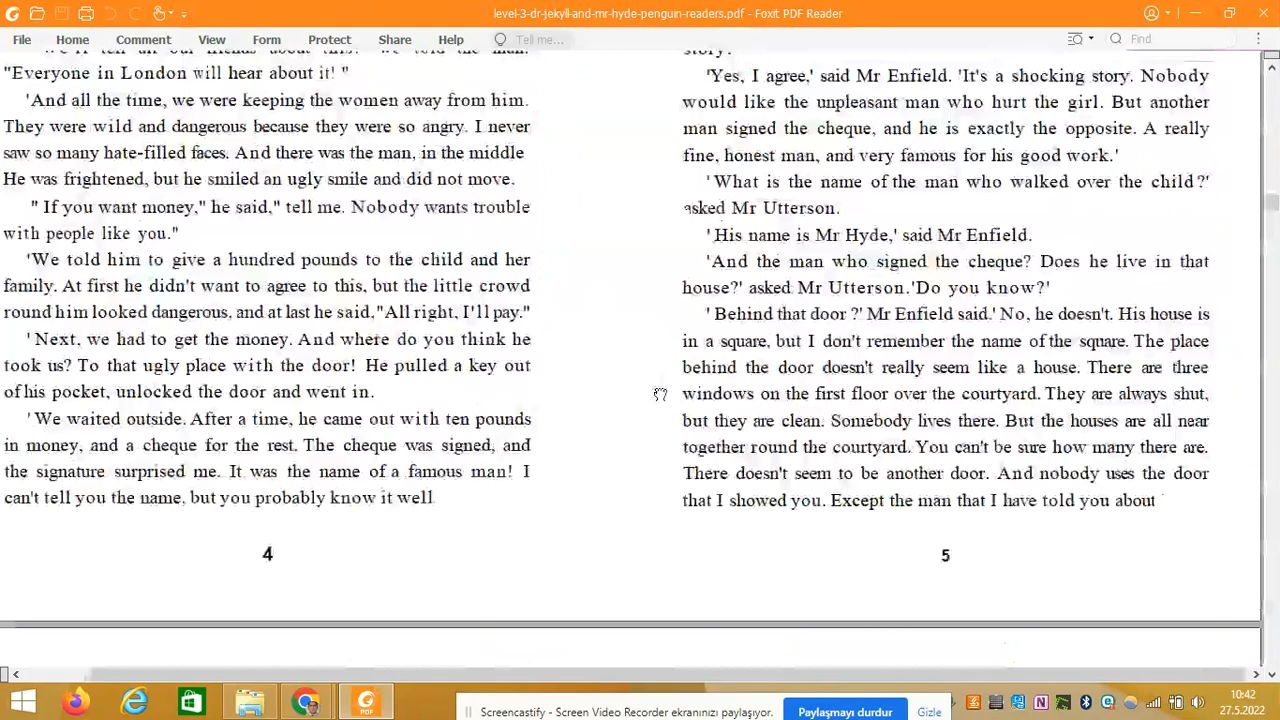 level-3-dr-jekyll-and-mr-hyde-penguin-readers.pdf - Foxit PDF Reader
File Home Comment View Form Protect Share Help Tell me... Find
"Everyone in London will hear about it! "
'And all the time, we were keeping the women away from him.
They were wild and dangerous because they were so angry. I never
saw so many hate-filled faces. And there was the man, in the middle
He was frightened, but he smiled an ugly smile and did not move.
" If you want money," he said," tell me. Nobody wants trouble
with people like you."
'We told him to give a hundred pounds to the child and her
family. At first he didn't want to agree to this, but the little crowd
round him looked dangerous, and at last he said,"All right, I'll pay."
' Next, we had to get the money. And where do you think he
took us? To that ugly place with the door! He pulled a key out
of his pocket, unlocked the door and went in.
' We waited outside. After a time, he came out with ten pounds
in money, and a cheque for the rest. The cheque was signed, and
the signature surprised me. It was the name of a famous man! I
can't tell you the name, but you probably know it well
4
story?
'Yes, I agree,' said Mr Enfield. 'It's a shocking story. Nobody
would like the unpleasant man who hurt the girl. But another
man signed the cheque, and he is exactly the opposite. A really
fine, honest man, and very famous for his good work.'
' What is the name of the man who walked over the child?'
asked Mr Utterson.
' His name is Mr Hyde,' said Mr Enfield.
'And the man who signed the cheque? Does he live in that
house?' asked Mr Utterson.'Do you know?'
' Behind that door ?' Mr Enfield said.' No, he doesn't. His house is
in a square, but I don't remember the name of the square. The place
behind the door doesn't really seem like a house. There are three
windows on the first floor over the courtyard. They are always shut,
but they are clean. Somebody lives there. But the houses are all near
together round the courtyard. You can't be sure how many there are.
There doesn't seem to be another door. And nobody uses the door
that I showed you. Except the man that I have told you about
5
Screencastify - Screen Video Recorder ekranınızı paylaşıyor. Paylaşmayı durdur Gizle
10:42
27.5.2022